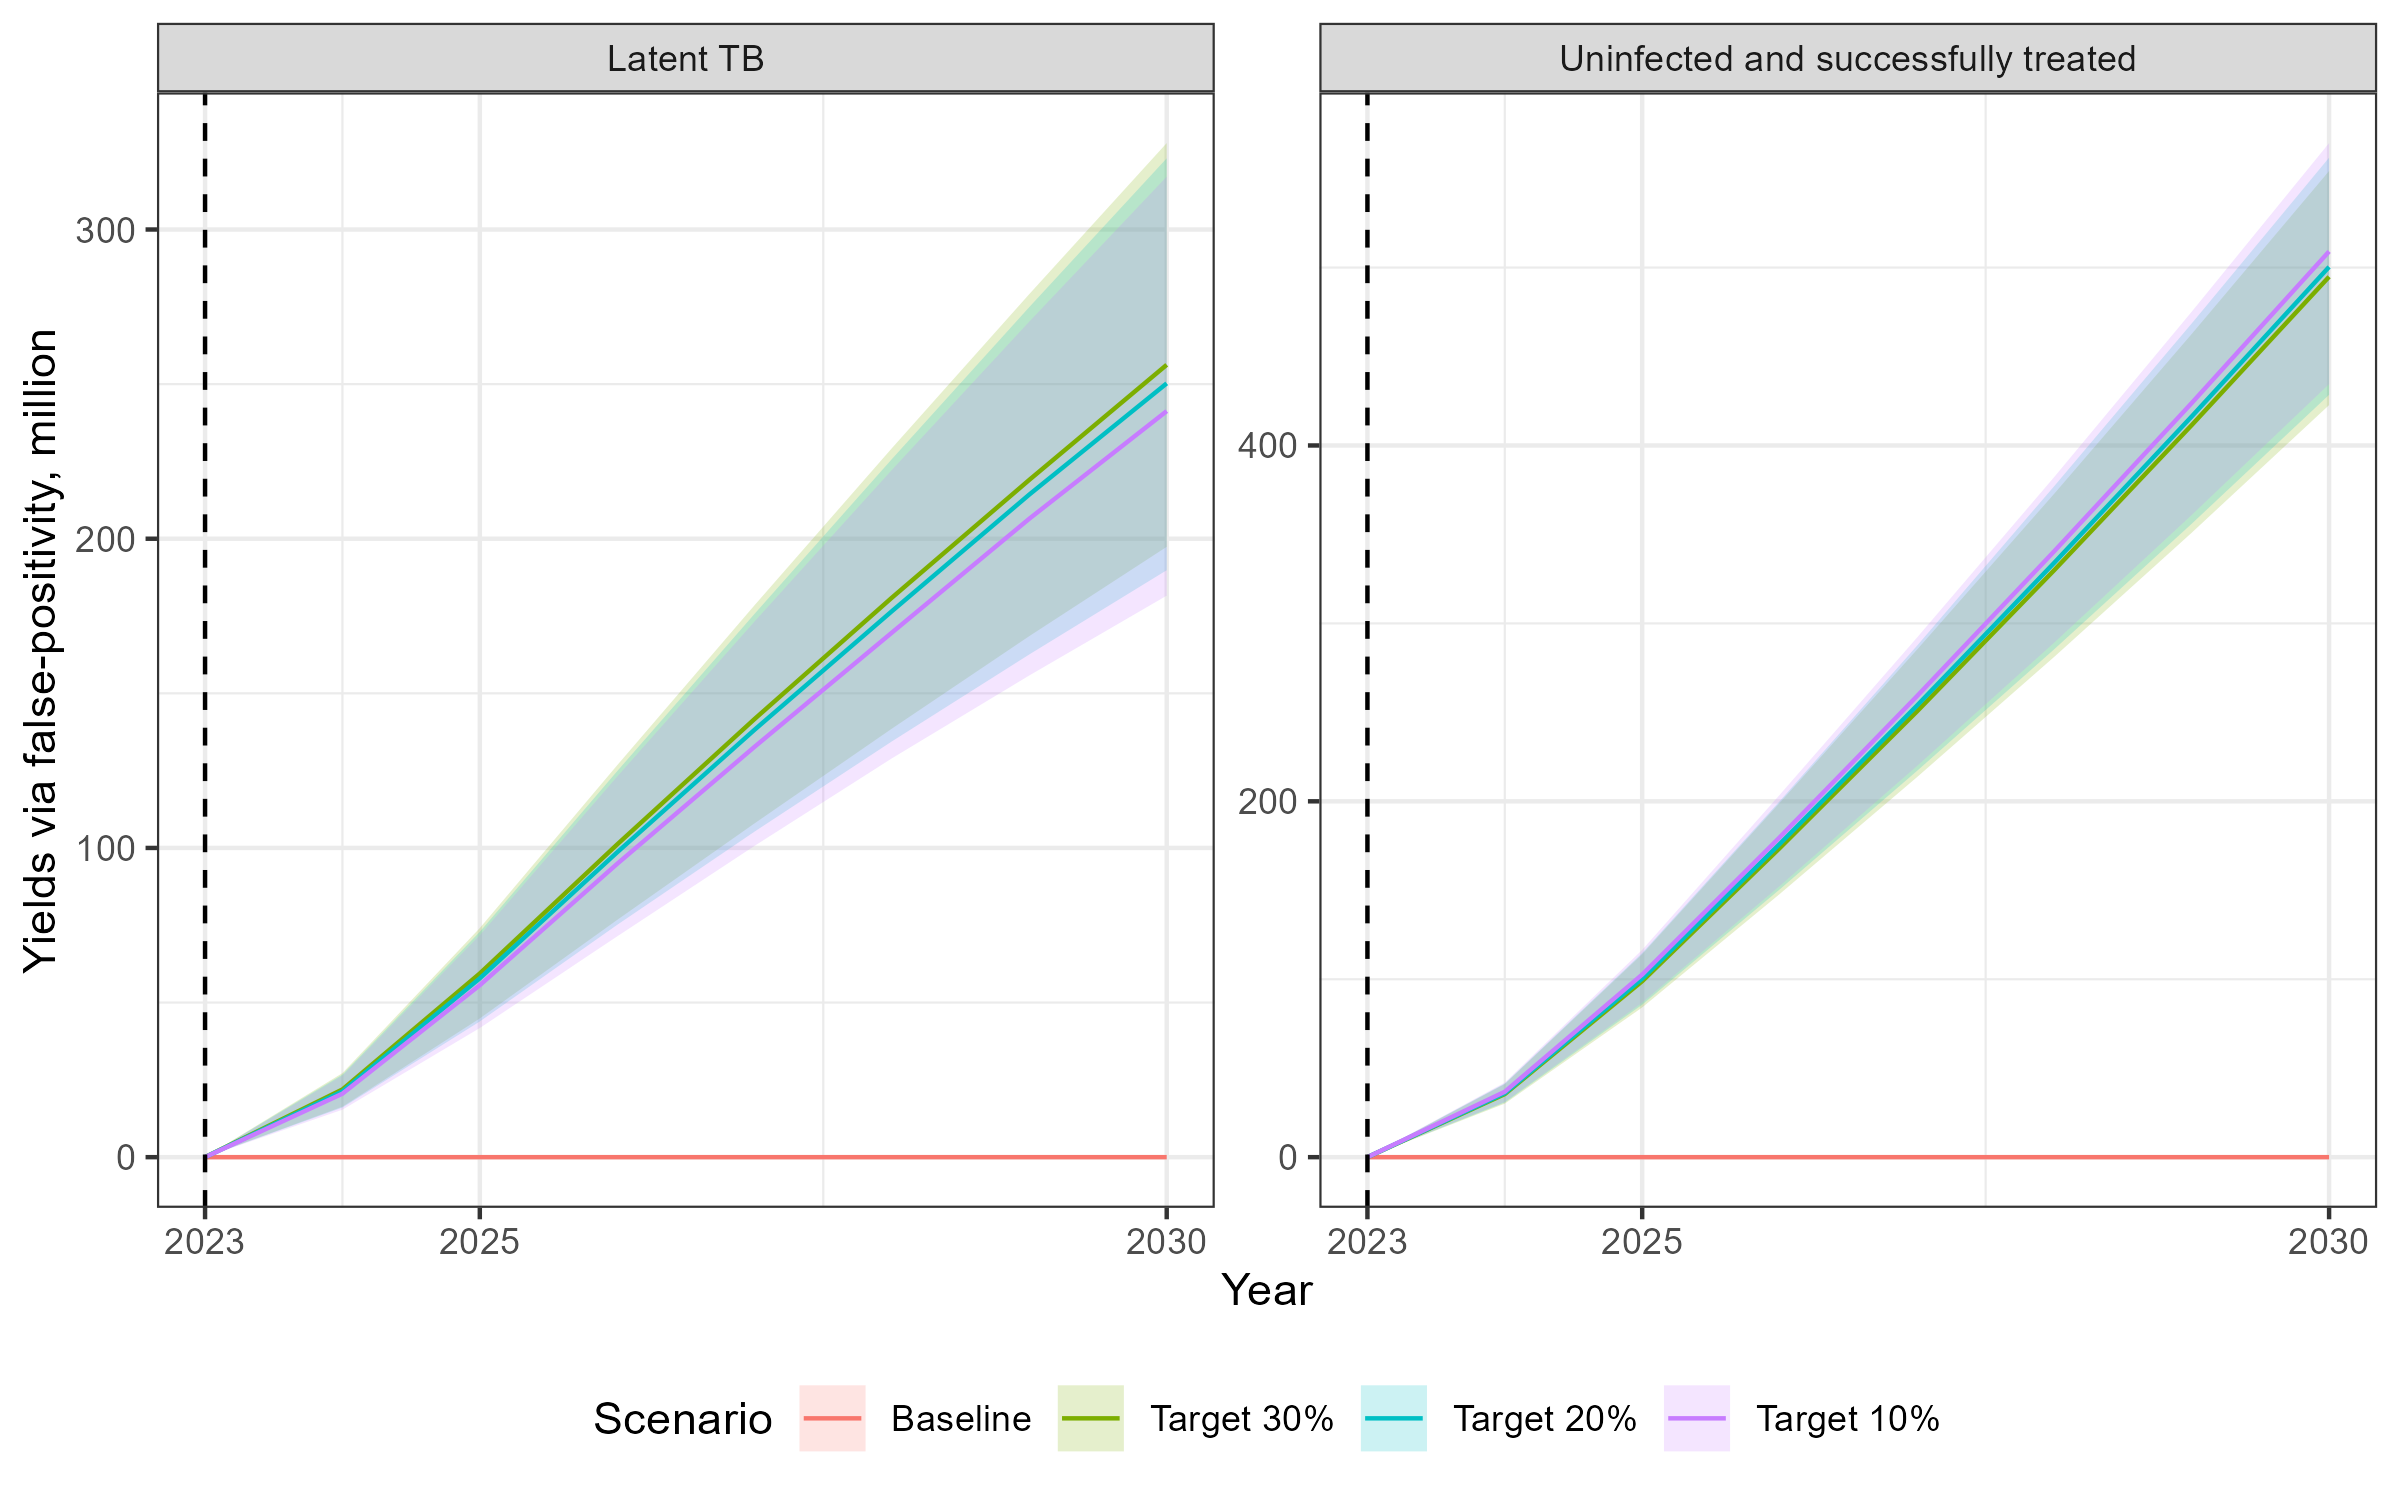 Latent TB
Uninfected and successfully treated
Yields via false-positivity, million
300
200
100
0
400
200
0
2023 2025 2030
2023 2025 2030
Year
Scenario Baseline Target 30% Target 20% Target 10%